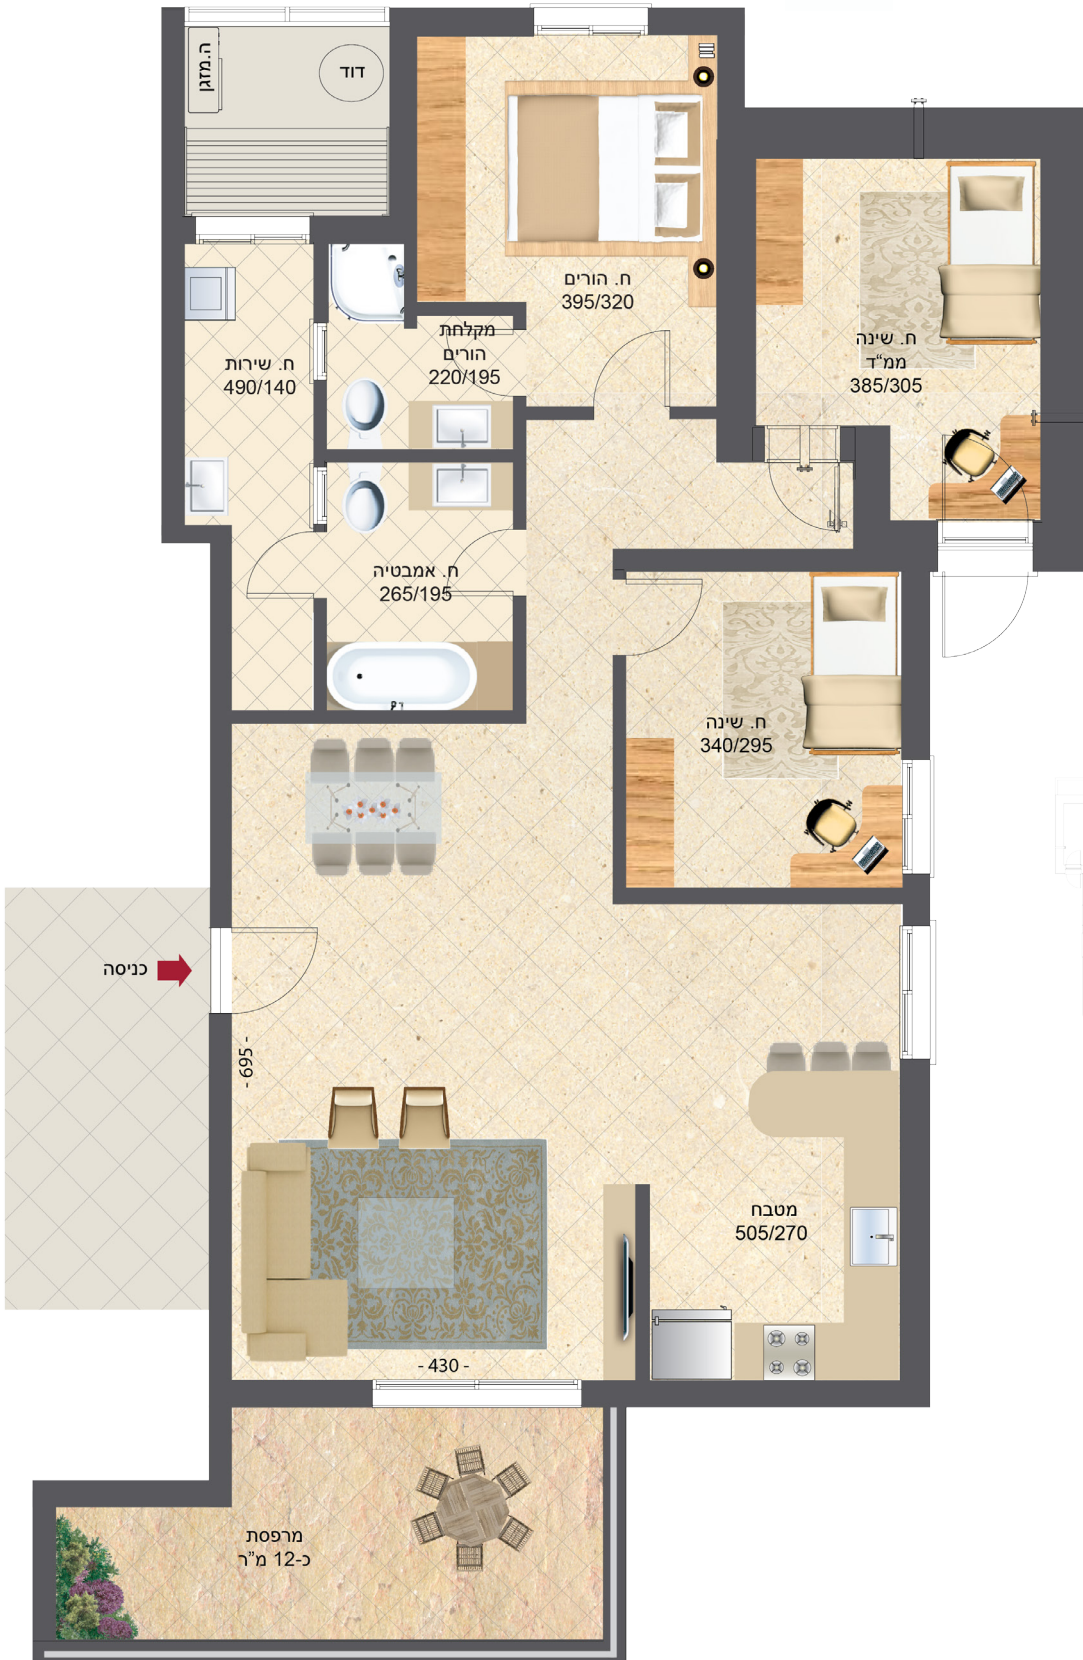 ה.מזגן
דוד
ח. הורים
395/320
מקלחת
הורים
220/195
ח. שירות
490/140
ח. שינה
ממ"ד
385/305
ח. אמבטיה
265/195
ח. שינה
340/295
כניסה
- 695 -
מטבח
505/270
- 430 -
מרפסת
כ-12 מ"ר